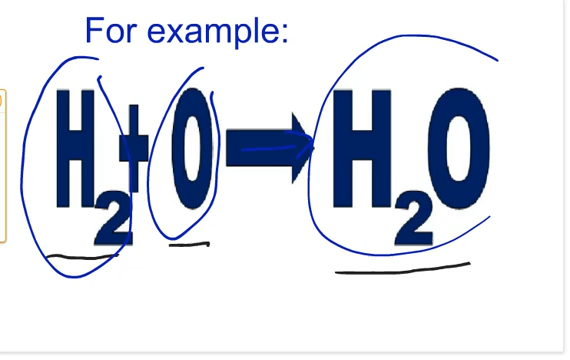 For example:
H₂ + O → H₂O